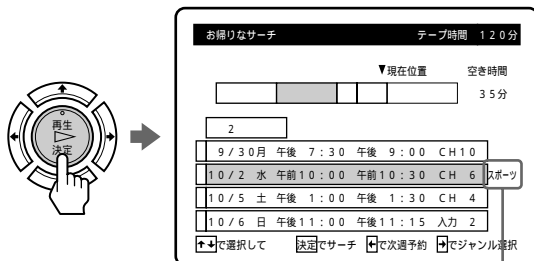 お帰りなサーチ テープ時間 120分
▼現在位置 空き時間
35分
再生
決定
2
9/30月 午後 7:30 午後 9:00 CH10
10/2 水 午前10:00 午前10:30 CH 6 スポーツ
10/5 土 午後 1:00 午後 1:30 CH 4
10/6 日 午後11:00 午後11:15 入力 2
↑↓で選択して 決定でサーチ ←で次週予約 →でジャンル選択